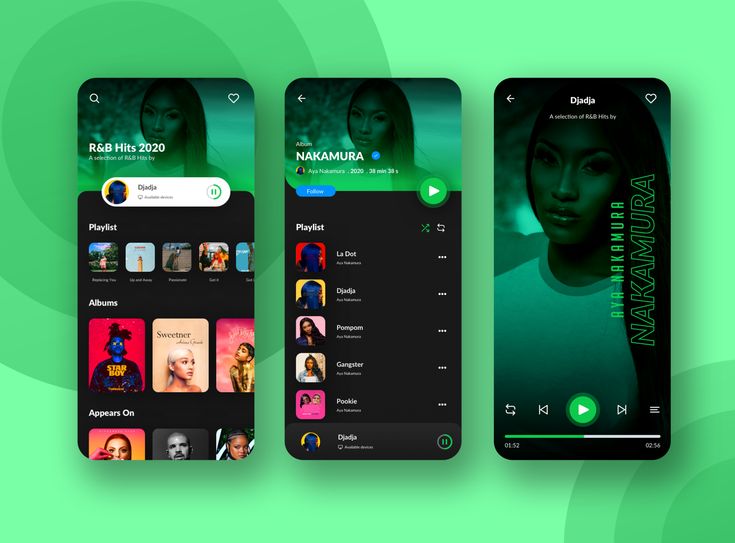 R&B Hits 2020
A selection of R&B Hits by
Djadja
Available devices
Playlist
Replacing You
Up and Away
Passionate
Got it
Albums
STAR
BOY
Sweetner
Ariana Grande
Appears On
Album
NAKAMURA
Aya Nakamura . 2020 . 38 min 38 s
Follow
Playlist
La Dot
Aya Nakamura
Djadja
Aya Nakamura
Pompom
Aya Nakamura
Gangster
Aya Nakamura
Pookie
Aya Nakamura
Djadja
Available devices
Djadja
A selection of R&B Hits by
AYA NAKAMURA
NAKAMURA
01:52
02:56